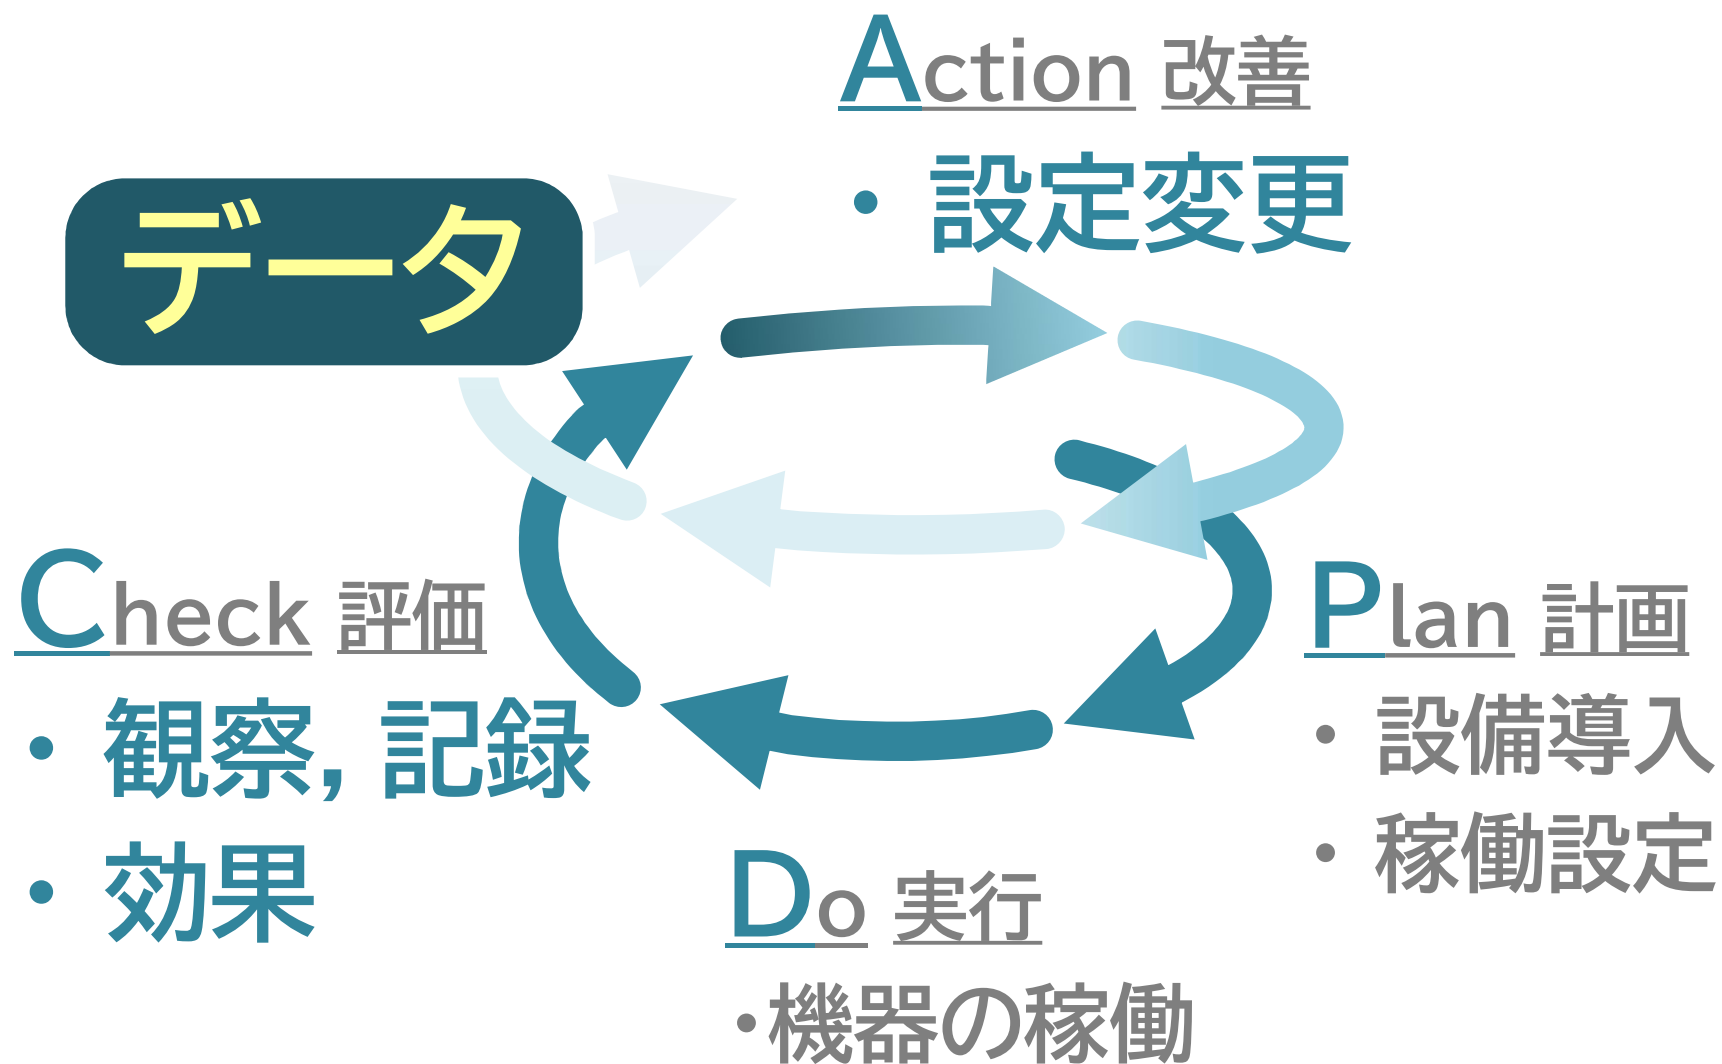 Action 改善
・設定変更
データ
Check 評価
・観察, 記録
・効果
Plan 計画
・設備導入
・稼働設定
Do 実行
・機器の稼働